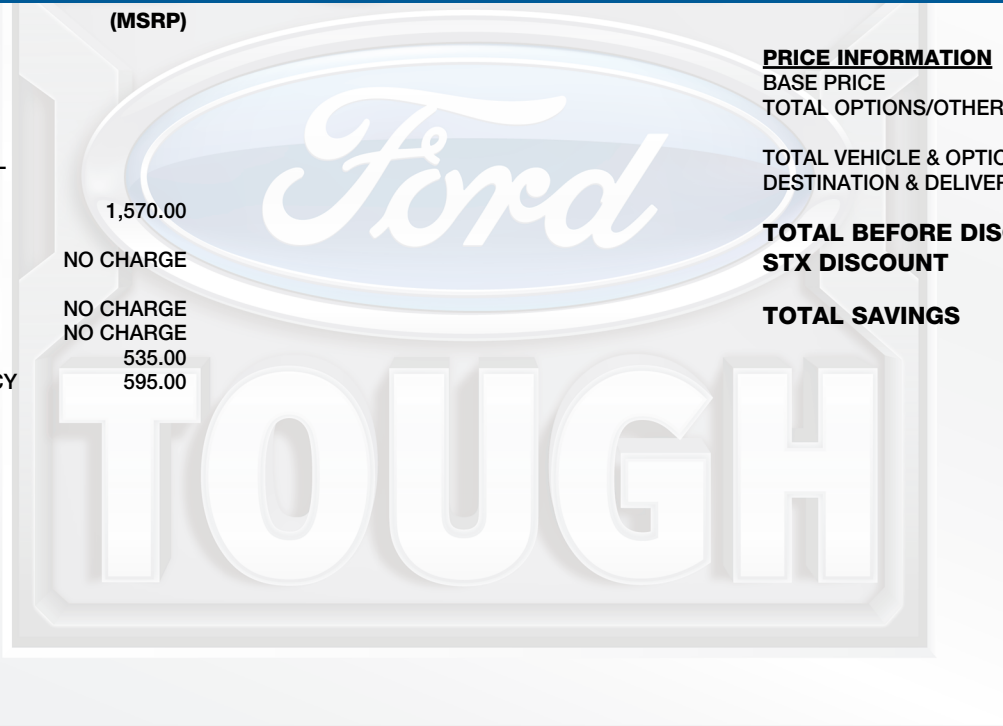 (MSRP)
L
1,570.00
NO CHARGE
NO CHARGE
NO CHARGE
535.00
CY 595.00
PRICE INFORMATION
BASE PRICE
TOTAL OPTIONS/OTHER
TOTAL VEHICLE & OPTIO
DESTINATION & DELIVER
TOTAL BEFORE DISC
STX DISCOUNT
TOTAL SAVINGS
Ford
TOUGH